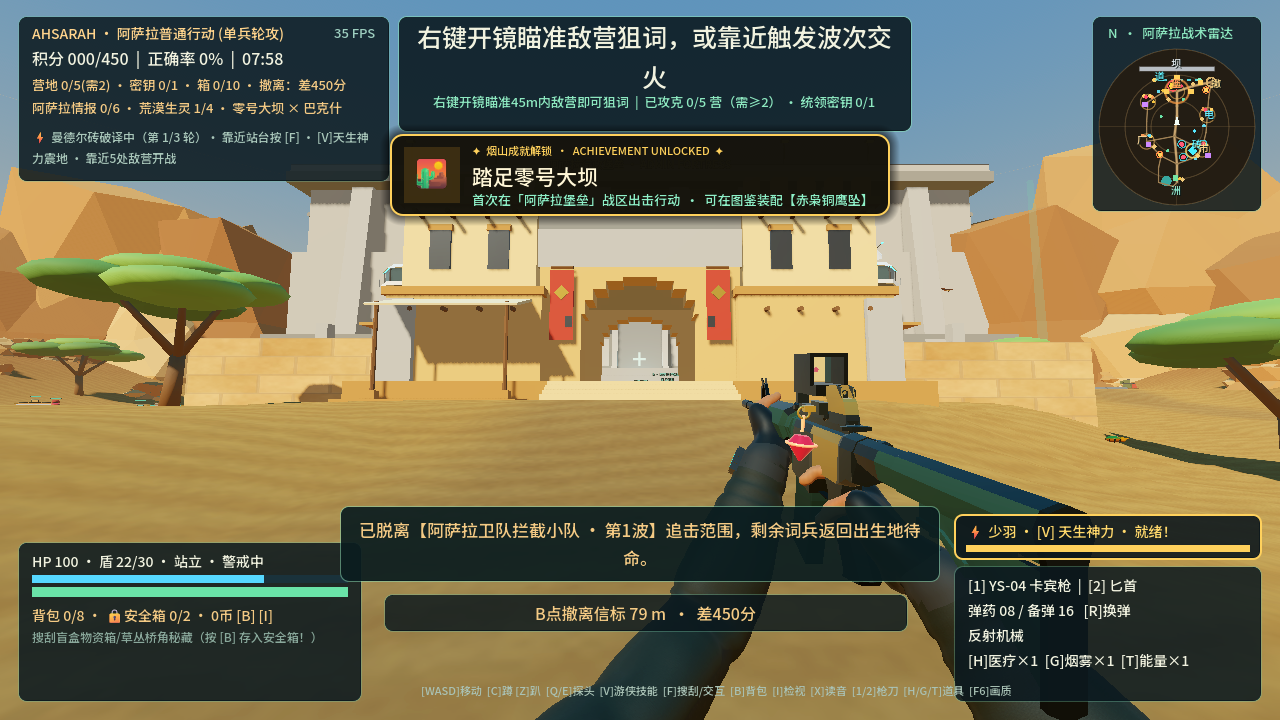 AHSARAH · 阿萨拉普通行动 (单兵轮攻) 35 FPS
积分 000/450 | 正确率 0% | 07:58
营地 0/5(需2) · 密钥 0/1 · 箱 0/10 · 撤离：差450分
阿萨拉情报 0/6 · 荒漠生灵 1/4 · 零号大坝 × 巴克什
曼德尔砖破译中（第 1/3 轮）· 靠近站台按 [F] · [V]天生神
力震地 · 靠近5处敌营开战
右键开镜瞄准敌营狙词，或靠近触发波次交
火
右键开镜瞄准45m内敌营即可狙词 | 已攻克 0/5 营（需≥2） · 统领密钥 0/1
✦ 烟山成就解锁 · ACHIEVEMENT UNLOCKED ✦
踏足零号大坝
首次在「阿萨拉堡垒」战区出击行动 · 可在图鉴装配【赤枭铜鹰坠】
N · 阿萨拉战术雷达
坝
道
电
市
洲
已脱离【阿萨拉卫队拦截小队 · 第1波】追击范围，剩余词兵返回出生地待
命。
B点撤离信标 79 m · 差450分
HP 100 · 盾 22/30 · 站立 · 警戒中
背包 0/8 · 安全箱 0/2 · 0币 [B] [I]
搜刮盲盒物资箱/草丛桥角秘藏（按 [B] 存入安全箱！）
少羽 · [V] 天生神力 · 就绪！
[1] YS-04 卡宾枪 | [2] 匕首
弹药 08 / 备弹 16 [R]换弹
反射机械
[H]医疗×1 [G]烟雾×1 [T]能量×1
[WASD]移动 [C]蹲 [Z]趴 [Q/E]探头 [V]游侠技能 [F]搜刮/交互 [B]背包 [I]检视 [X]读音 [1/2]枪刀 [H/G/T]道具 [F6]画质